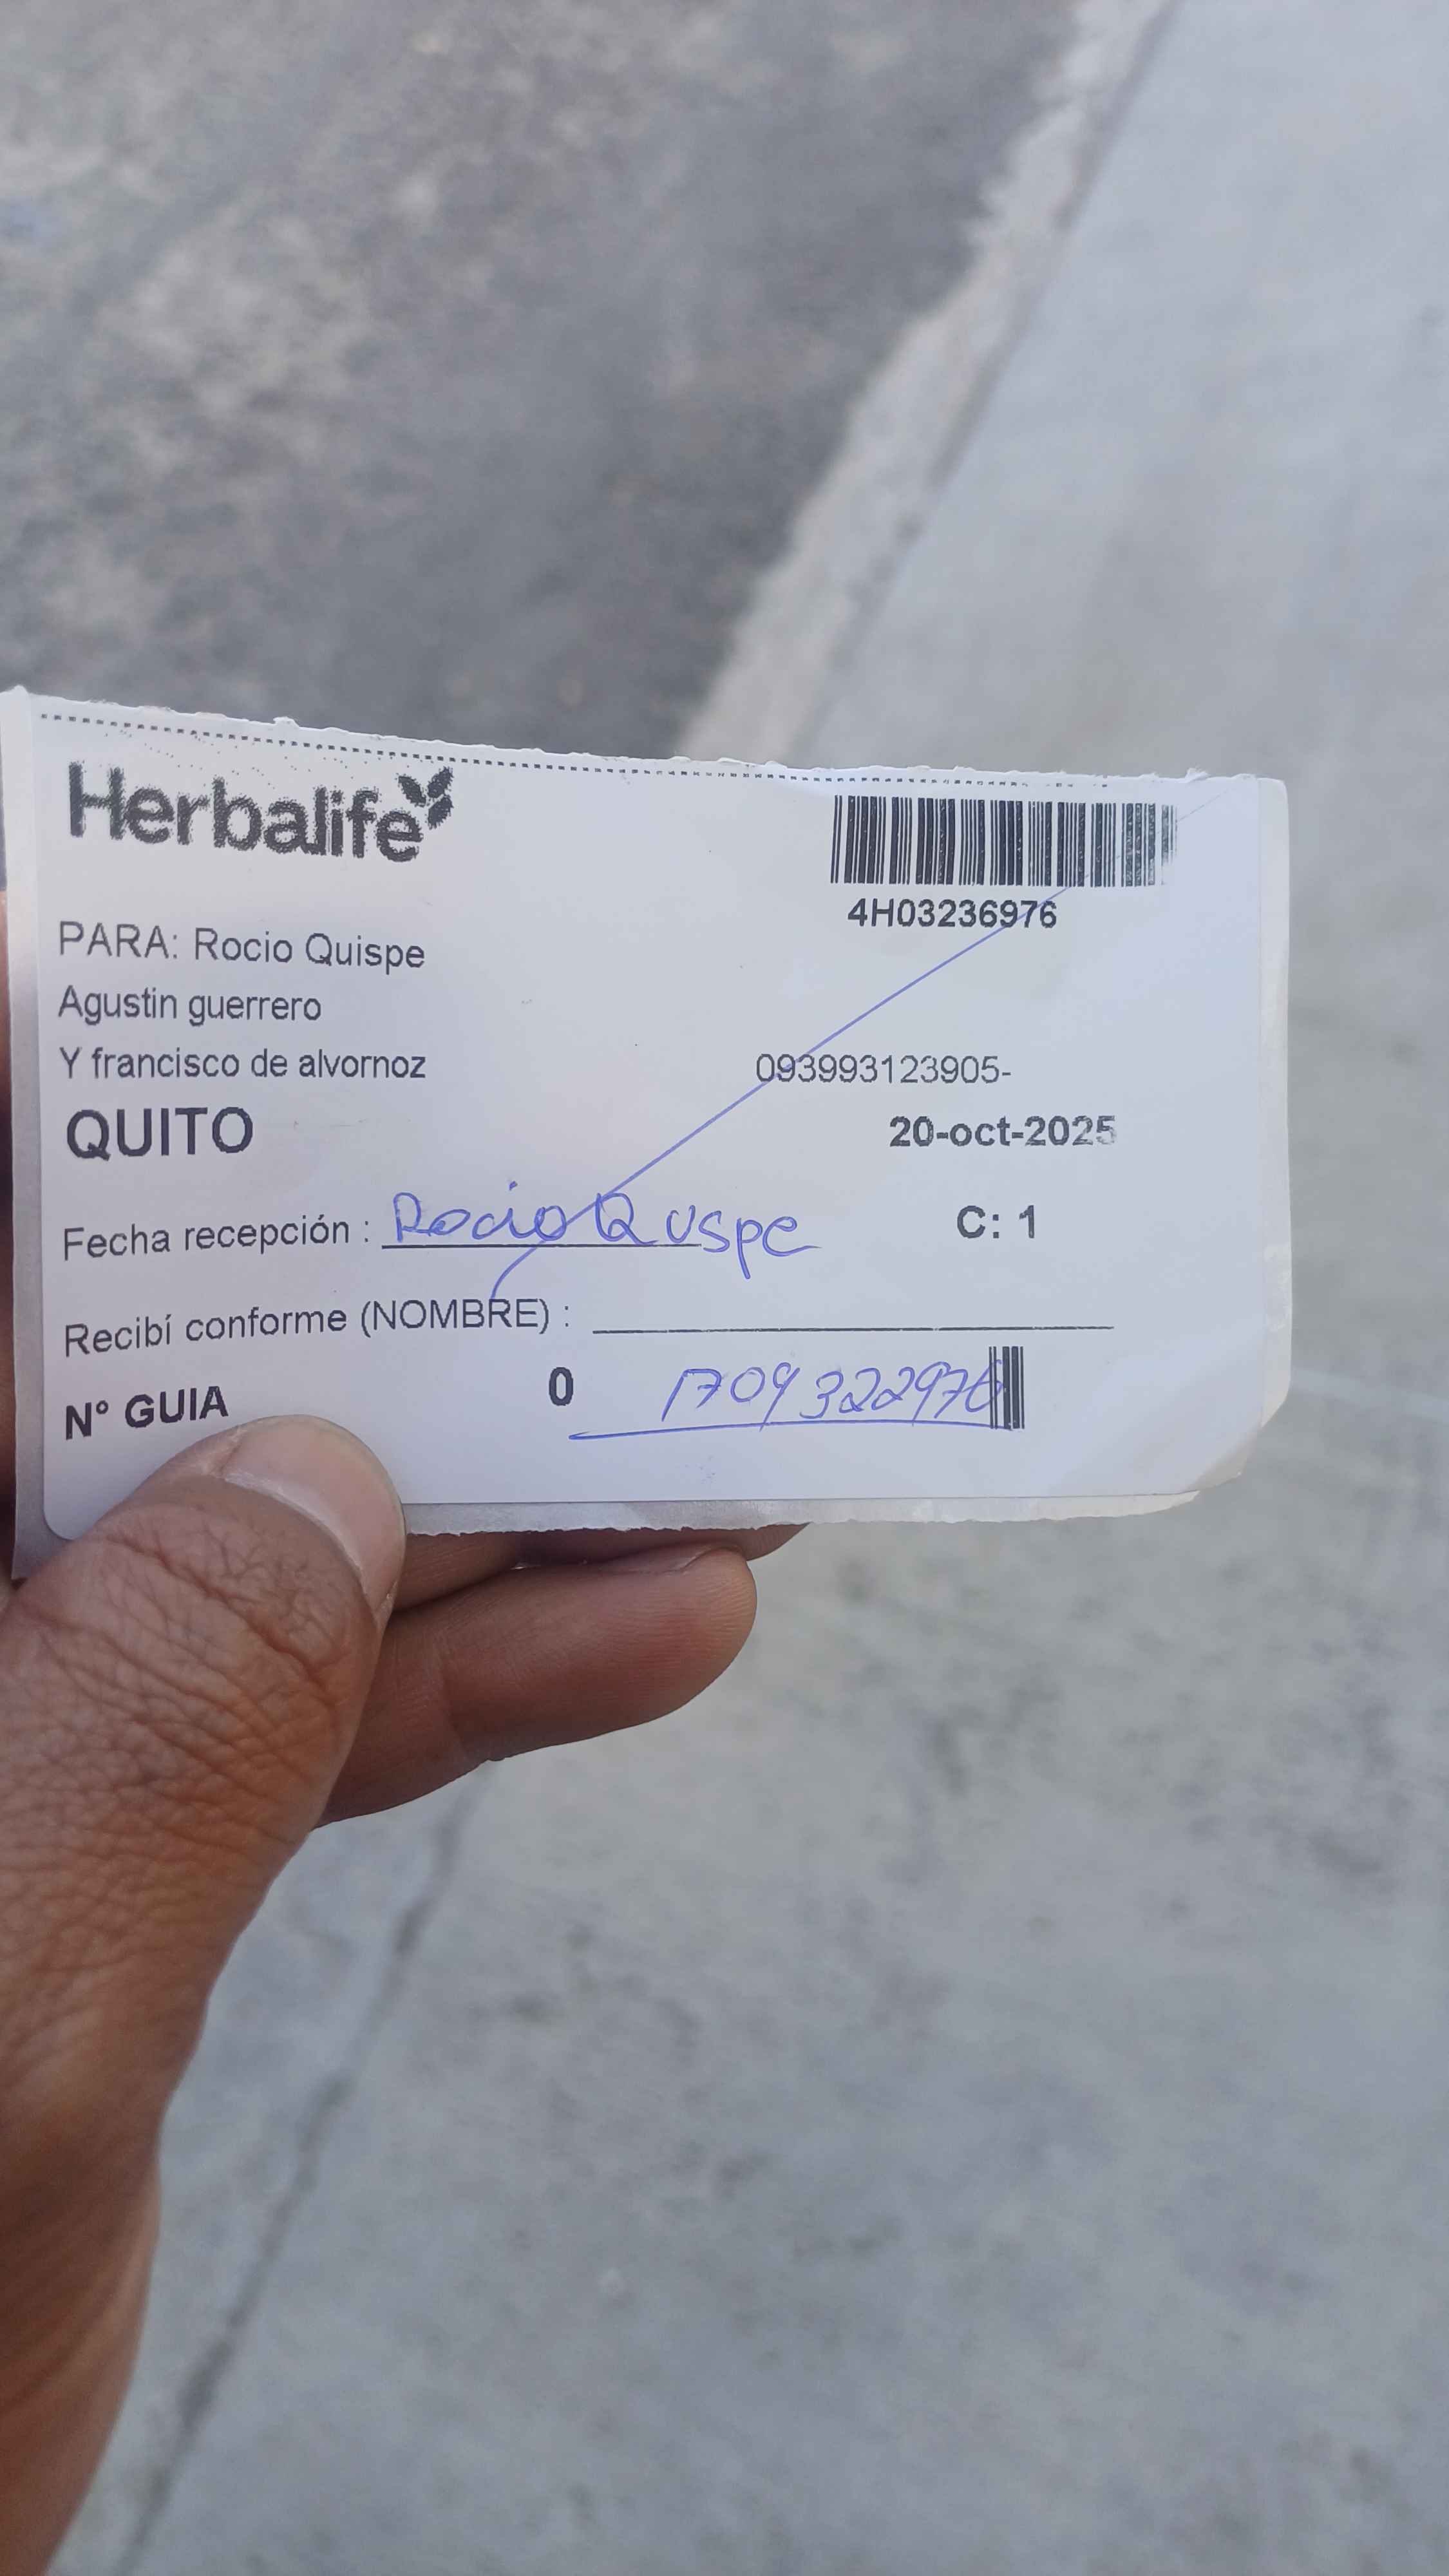 Herbalife
4H03236976
PARA: Rocio Quispe
Agustin guerrero
Y francisco de alvornoz
093993123905-
QUITO
20-oct-2025
Fecha recepción : Rocio Quspe
C: 1
Recibí conforme (NOMBRE) :
N° GUIA 0 1709322976